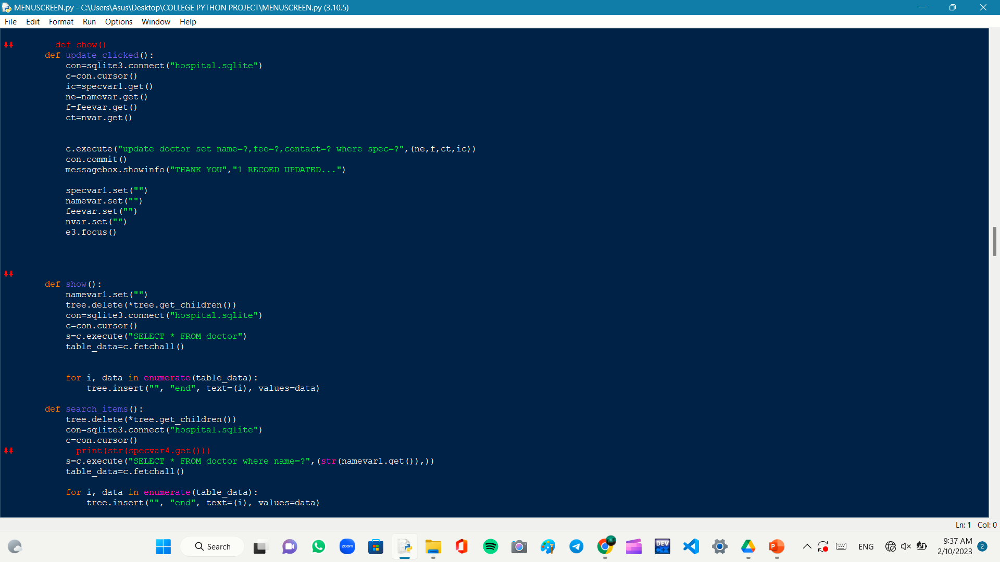 MENUSCREEN.py - C:\Users\Asus\Desktop\COLLEGE PYTHON PROJECT\MENUSCREEN.py (3.10.5)
File Edit Format Run Options Window Help
##        def show()
        def update_clicked():
            con=sqlite3.connect("hospital.sqlite")
            c=con.cursor()
            ic=specvar1.get()
            ne=namevar.get()
            f=feevar.get()
            ct=nvar.get()
            c.execute("update doctor set name=?,fee=?,contact=? where spec=?",(ne,f,ct,ic))
            con.commit()
            messagebox.showinfo("THANK YOU","1 RECOED UPDATED...")
            specvar1.set("")
            namevar.set("")
            feevar.set("")
            nvar.set("")
            e3.focus()
##
        def show():
            namevar1.set("")
            tree.delete(*tree.get_children())
            con=sqlite3.connect("hospital.sqlite")
            c=con.cursor()
            s=c.execute("SELECT * FROM doctor")
            table_data=c.fetchall()
            for i, data in enumerate(table_data):
                tree.insert("", "end", text=(i), values=data)
        def search_items():
            tree.delete(*tree.get_children())
            con=sqlite3.connect("hospital.sqlite")
            c=con.cursor()
##            print(str(specvar4.get()))
            s=c.execute("SELECT * FROM doctor where name=?",(str(namevar1.get()),))
            table_data=c.fetchall()
            for i, data in enumerate(table_data):
                tree.insert("", "end", text=(i), values=data)
Ln: 1 Col: 0
Search
zoom
DEV
C++
P
ENG
9:37 AM
2/10/2023
2